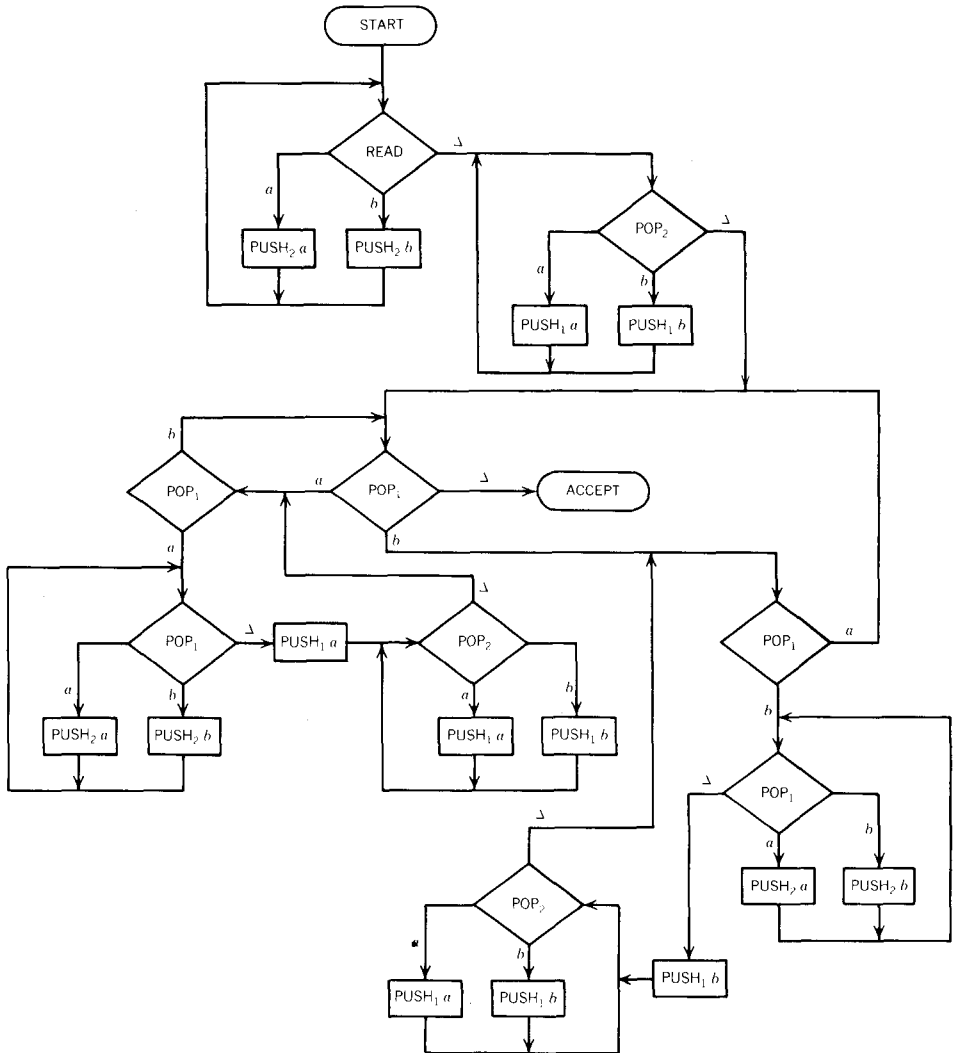 START
READ
Δ
a
b
PUSH₂ a
PUSH₂ b
POP₂
Δ
a
b
PUSH₁ a
PUSH₁ b
b
POP₁
a
POP₁
Δ
ACCEPT
a
b
Δ
POP₁
Δ
PUSH₁ a
POP₂
POP₁
a
a
b
a
b
b
PUSH₂ a
PUSH₂ b
PUSH₁ a
PUSH₁ b
Δ
POP₁
Δ
a
b
POP₂
PUSH₂ a
PUSH₂ b
a
b
PUSH₁ a
PUSH₁ b
PUSH₁ b